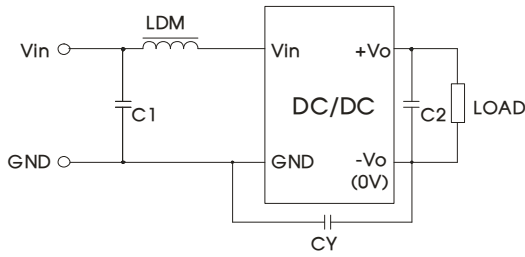 LDM
Vin
Vin
+Vo
C1
DC/DC
C2
LOAD
GND
GND
-Vo
(0V)
CY